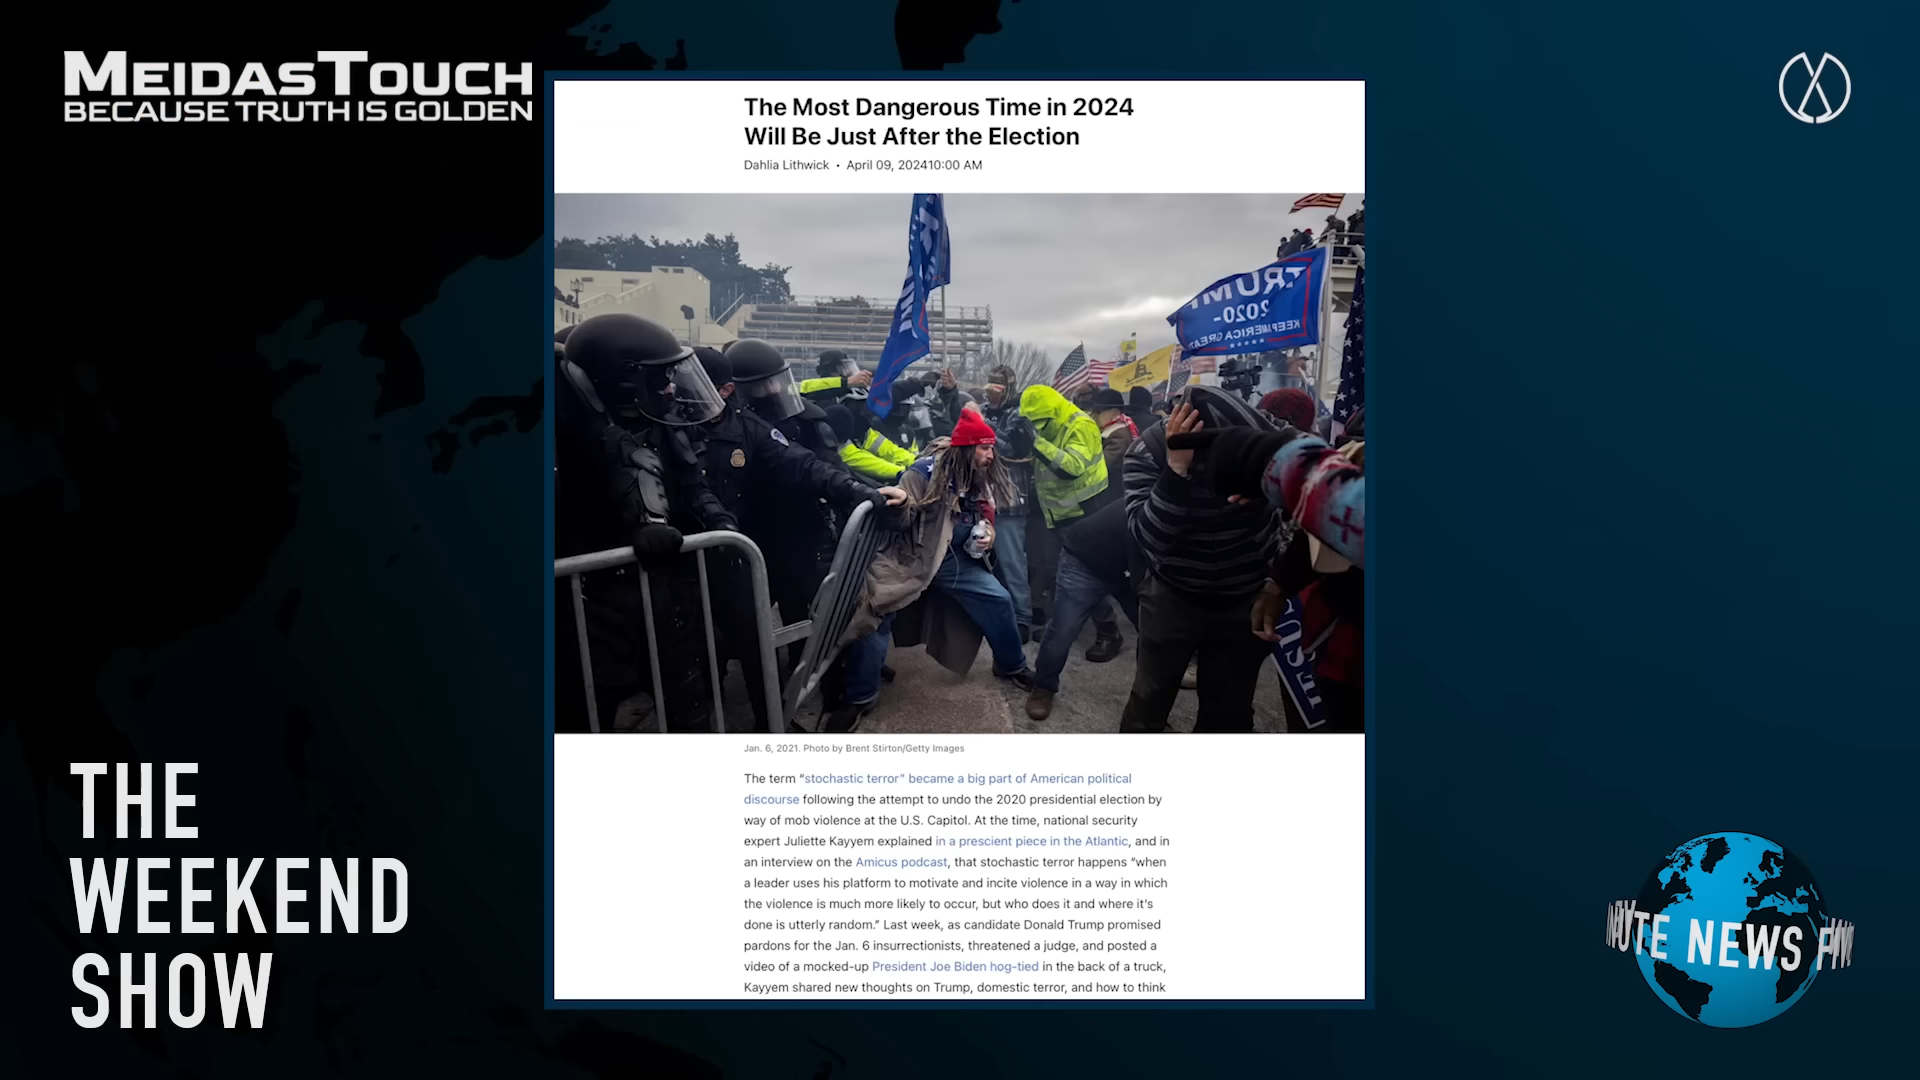 MEIDASTOUCH
BECAUSE TRUTH IS GOLDEN
The Most Dangerous Time in 2024
Will Be Just After the Election
Dahlia Lithwick • April 09, 202410:00 AM
TRUMP
2020-
KEEP AMERICA GREAT
Jan. 6, 2021. Photo by Brent Stirton/Getty Images
The term “stochastic terror” became a big part of American political
discourse following the attempt to undo the 2020 presidential election by
way of mob violence at the U.S. Capitol. At the time, national security
expert Juliette Kayyem explained in a prescient piece in the Atlantic, and in
an interview on the Amicus podcast, that stochastic terror happens “when
a leader uses his platform to motivate and incite violence in a way in which
the violence is much more likely to occur, but who does it and where it’s
done is utterly random.” Last week, as candidate Donald Trump promised
pardons for the Jan. 6 insurrectionists, threatened a judge, and posted a
video of a mocked-up President Joe Biden hog-tied in the back of a truck,
Kayyem shared new thoughts on Trump, domestic terror, and how to think
THE
WEEKEND
SHOW
NEWS